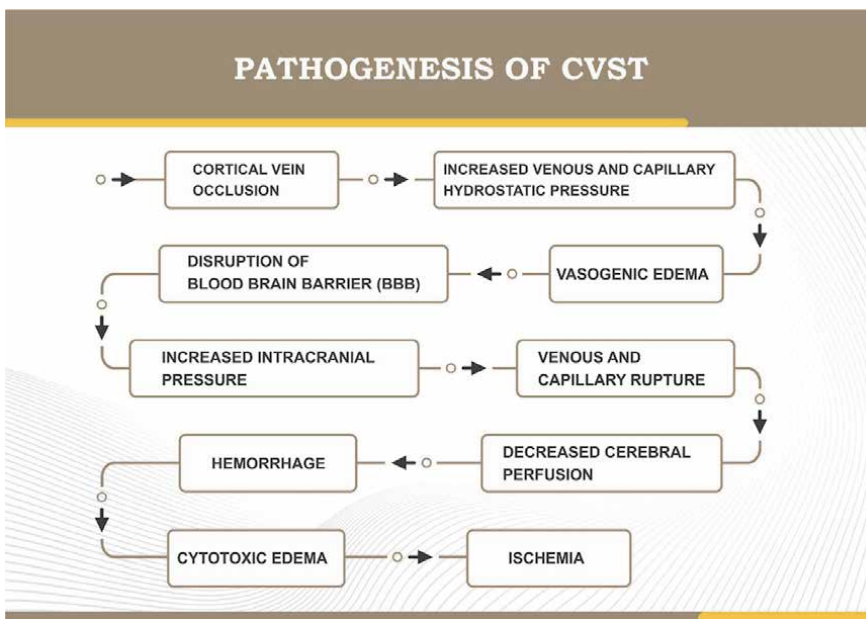 PATHOGENESIS OF CVST
CORTICAL VEIN
OCCLUSION
INCREASED VENOUS AND CAPILLARY
HYDROSTATIC PRESSURE
VASOGENIC EDEMA
DISRUPTION OF
BLOOD BRAIN BARRIER (BBB)
INCREASED INTRACRANIAL
PRESSURE
VENOUS AND
CAPILLARY RUPTURE
DECREASED CEREBRAL
PERFUSION
HEMORRHAGE
CYTOTOXIC EDEMA
ISCHEMIA